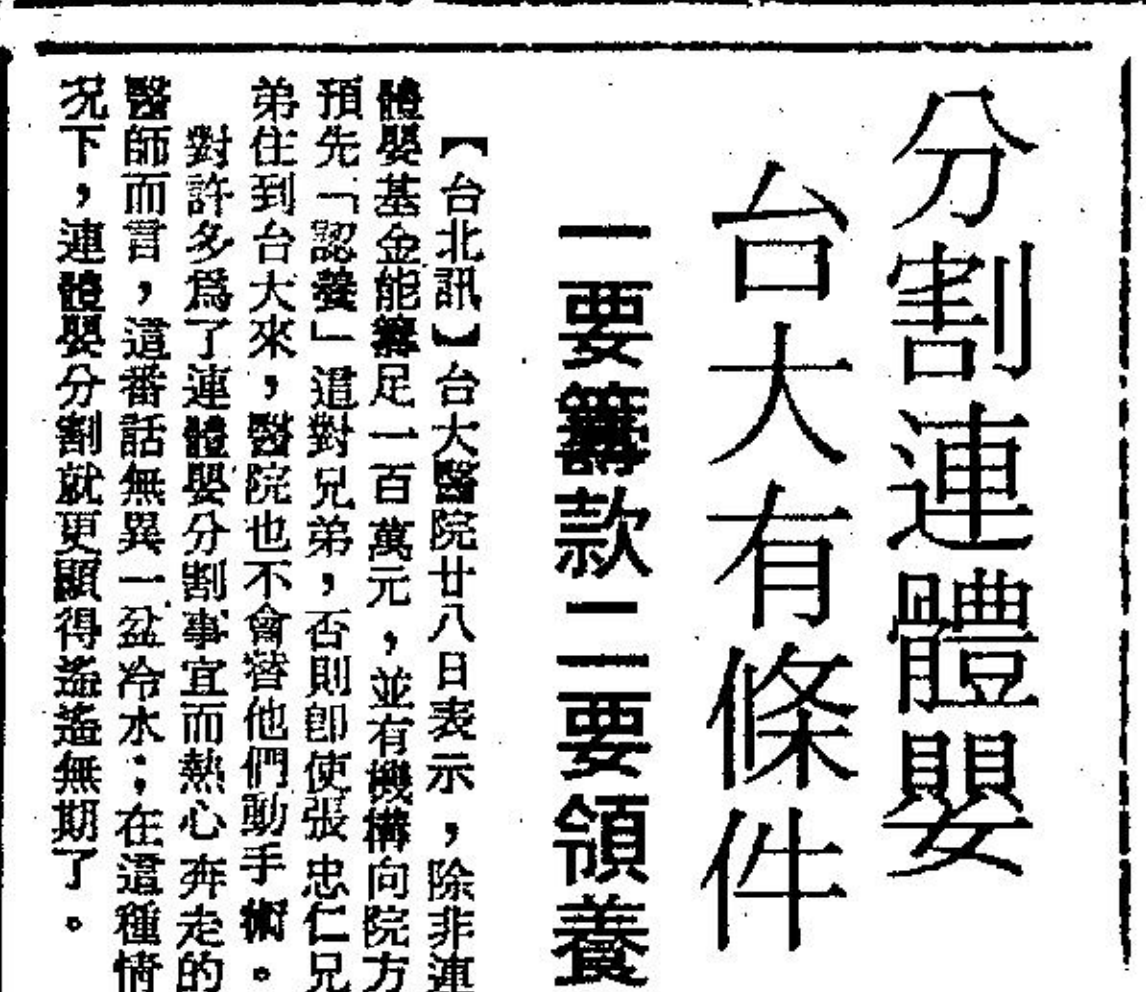 分割連體嬰
台大有條件
一要籌款二要領養
【台北訊】台大醫院廿八日表示，除非連
體嬰基金能籌足一百萬元，並有機構向院方
預先「認養」這對兄弟，否則卽使張忠仁兄
弟住到台大來，醫院也不會替他們動手術。
對許多爲了連體嬰分割事宜而熱心奔走的
醫師而言，這番話無異一盆冷水；在這種情
況下，連體嬰分割就更顯得遙遙無期了。